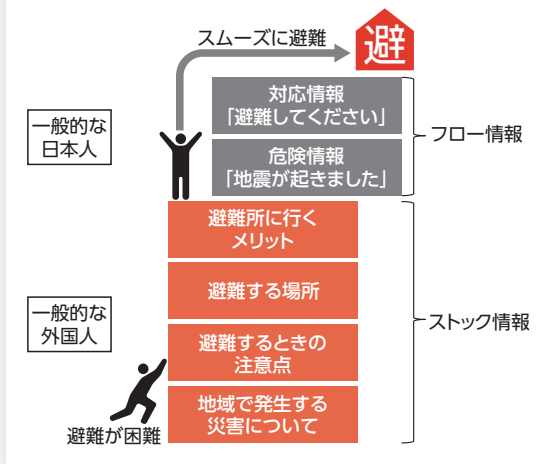 スムーズに避難
避
対応情報
「避難してください」
一般的な
日本人
フロー情報
危険情報
「地震が起きました」
避難所に行く
メリット
避難する場所
一般的な
外国人
ストック情報
避難するときの
注意点
地域で発生する
災害について
避難が困難